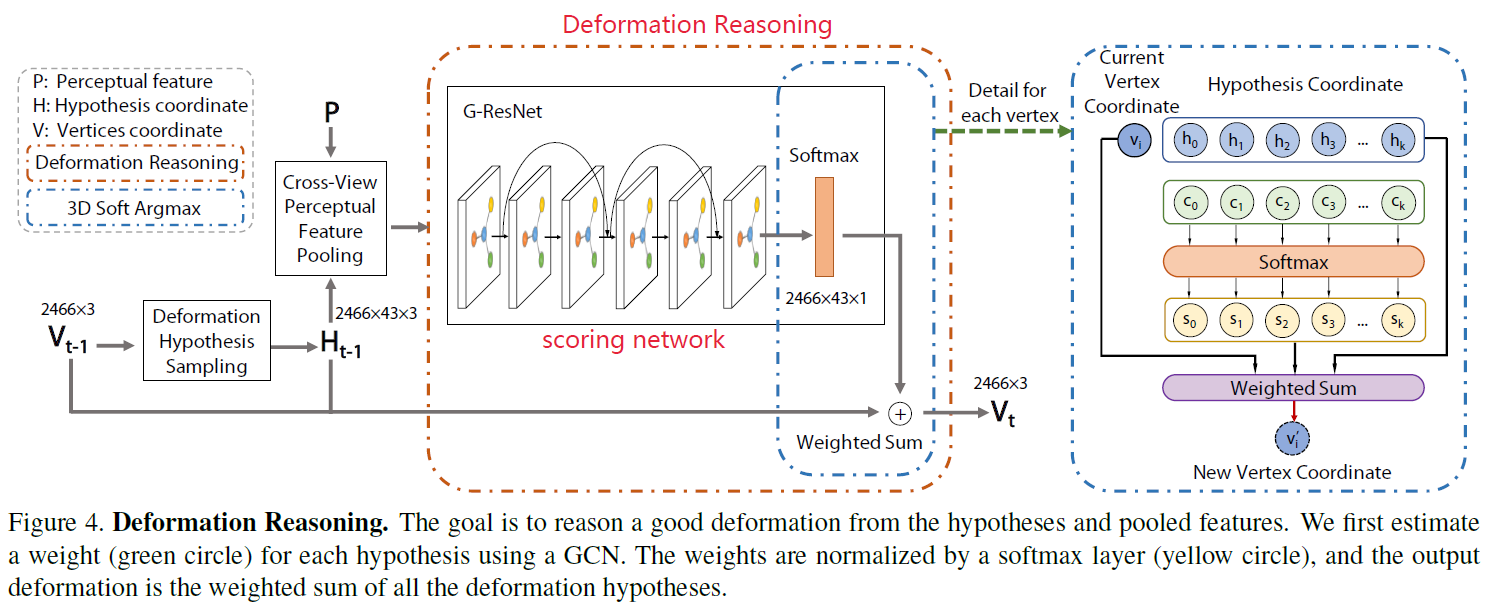 Deformation Reasoning
P: Perceptual feature
H: Hypothesis coordinate
V: Vertices coordinate
Deformation Reasoning
3D Soft Argmax
P
Cross-View
Perceptual
Feature
Pooling
2466×3
V_t-1
Deformation
Hypothesis
Sampling
2466×43×3
H_t-1
G-ResNet
Softmax
2466×43×1
scoring network
+
Weighted Sum
2466×3
V_t
Detail for
each vertex
Current
Vertex
Coordinate
Hypothesis Coordinate
v_i h_0 h_1 h_2 h_3 ... h_k
c_0 c_1 c_2 c_3 ... c_k
Softmax
s_0 s_1 s_2 s_3 ... s_k
Weighted Sum
v_i'
New Vertex Coordinate
Figure 4. Deformation Reasoning. The goal is to reason a good deformation from the hypotheses and pooled features. We first estimate
a weight (green circle) for each hypothesis using a GCN. The weights are normalized by a softmax layer (yellow circle), and the output
deformation is the weighted sum of all the deformation hypotheses.